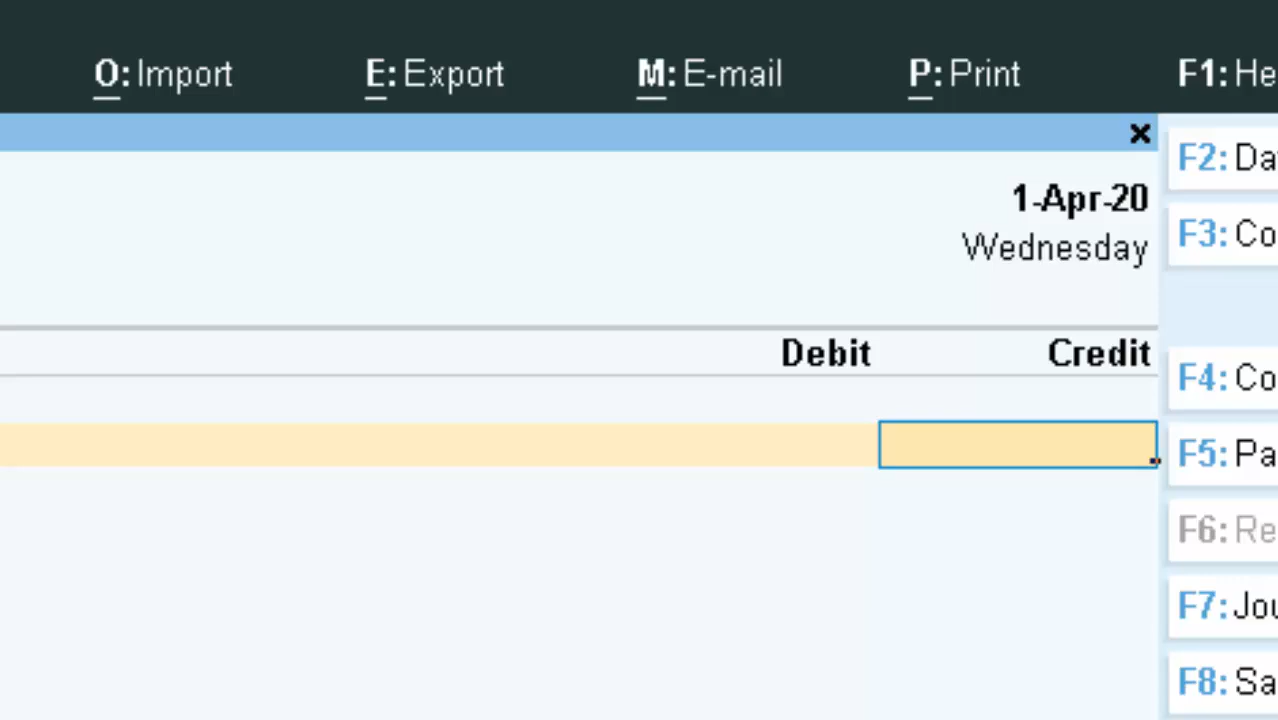 O: Import E: Export M: E-mail P: Print F1: He
F2: Da
1-Apr-20
F3: Co
Wednesday
Debit Credit
F4: Co
F5: Pa
F6: Re
F7: Jou
F8: Sa